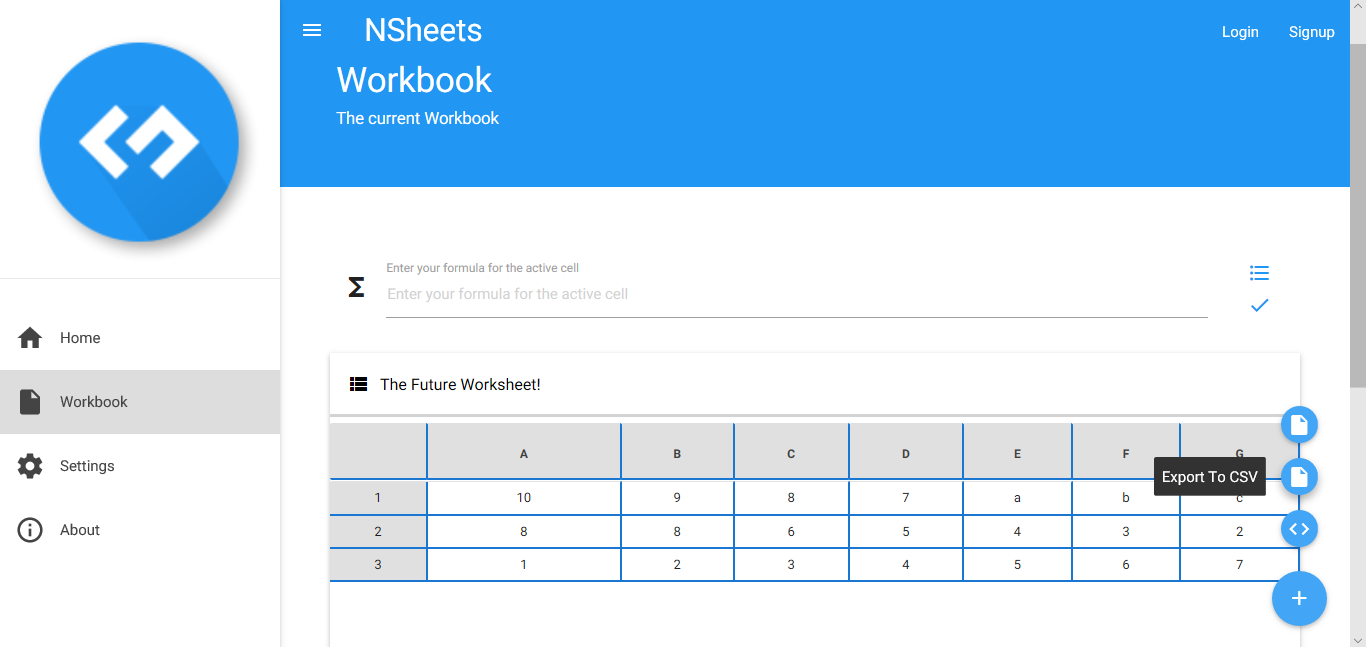 NSheets
Login Signup
Workbook
The current Workbook
Home
Workbook
Settings
About
Σ
Enter your formula for the active cell
Enter your formula for the active cell
The Future Worksheet!
A B C D E F G
Export To CSV
1 10 9 8 7 a b c
2 8 8 6 5 4 3 2
3 1 2 3 4 5 6 7